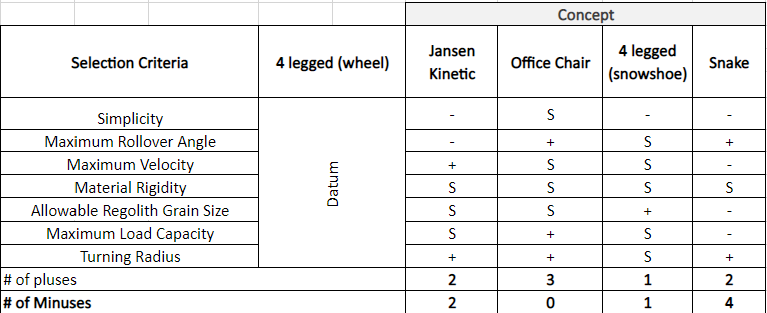 Concept
Selection Criteria 4 legged (wheel) Jansen Kinetic Office Chair 4 legged (snowshoe) Snake
Simplicity - S - -
Maximum Rollover Angle - + S +
Maximum Velocity + S S -
Material Rigidity S S S S
Allowable Regolith Grain Size S S + -
Maximum Load Capacity S + S -
Turning Radius + + S +
Datum
# of pluses 2 3 1 2
# of Minuses 2 0 1 4